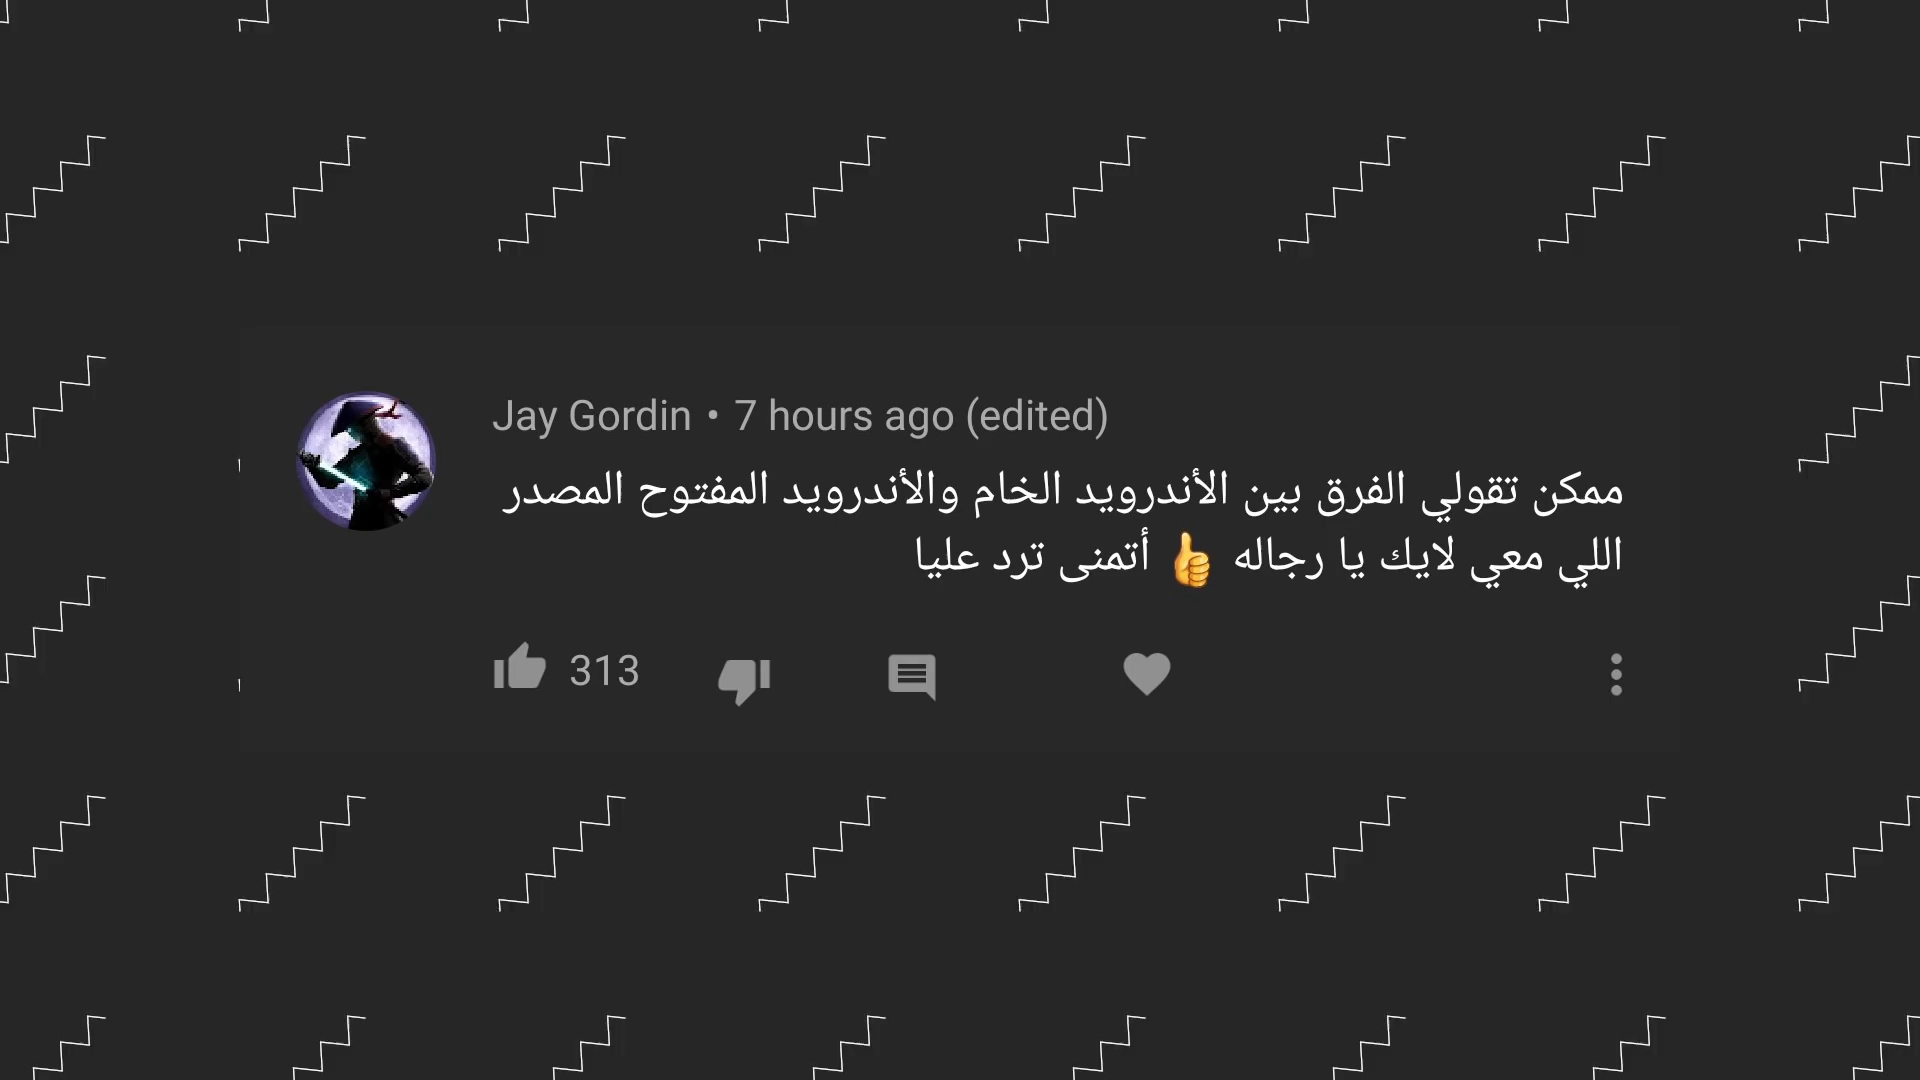 Jay Gordin • 7 hours ago (edited)
ممكن تقولي الفرق بين الأندرويد الخام والأندرويد المفتوح المصدر
اللي معي لايك يا رجاله 👍 أتمنى ترد عليا
313